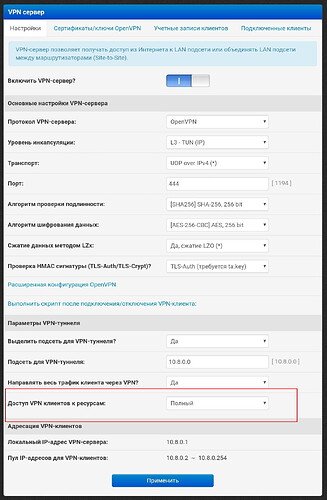 VPN сервер
Настройки Сертификаты/ключи OpenVPN Учетные записи клиентов Подключенные клиенты
VPN-сервер позволяет получать доступ из Интернета к LAN подсети или объединять LAN подсети
между маршрутизаторами (Site-to-Site).
Включить VPN-сервер?
Основные настройки VPN-сервера
Протокол VPN-сервера: OpenVPN
Уровень инкапсуляции: L3 - TUN (IP)
Транспорт: UDP over IPv4 (*)
Порт: 444 [ 1194 ]
Алгоритм проверки подлинности: [SHA256] SHA-256, 256 bit
Алгоритм шифрования данных: [AES-256-CBC] AES, 256 bit
Сжатие данных методом LZx: Да, сжатие LZO (*)
Проверка HMAC сигнатуры (TLS-Auth/TLS-Crypt)? TLS-Auth (требуется ta.key)
Расширенная конфигурация OpenVPN
Выполнить скрипт после подключения/отключения VPN-клиента:
Параметры VPN-туннеля
Выделить подсеть для VPN-туннеля? Да
Подсеть для VPN-туннеля: 10.8.0.0 [ 10.8.0.0 ]
Направлять весь трафик клиента через VPN? Да
Доступ VPN клиентов к ресурсам: Полный
Адресация VPN-клиентов
Локальный IP-адрес VPN-сервера: 10.8.0.1
Пул IP-адресов для VPN-клиентов: 10.8.0.2 ~ 10.8.0.254
Применить